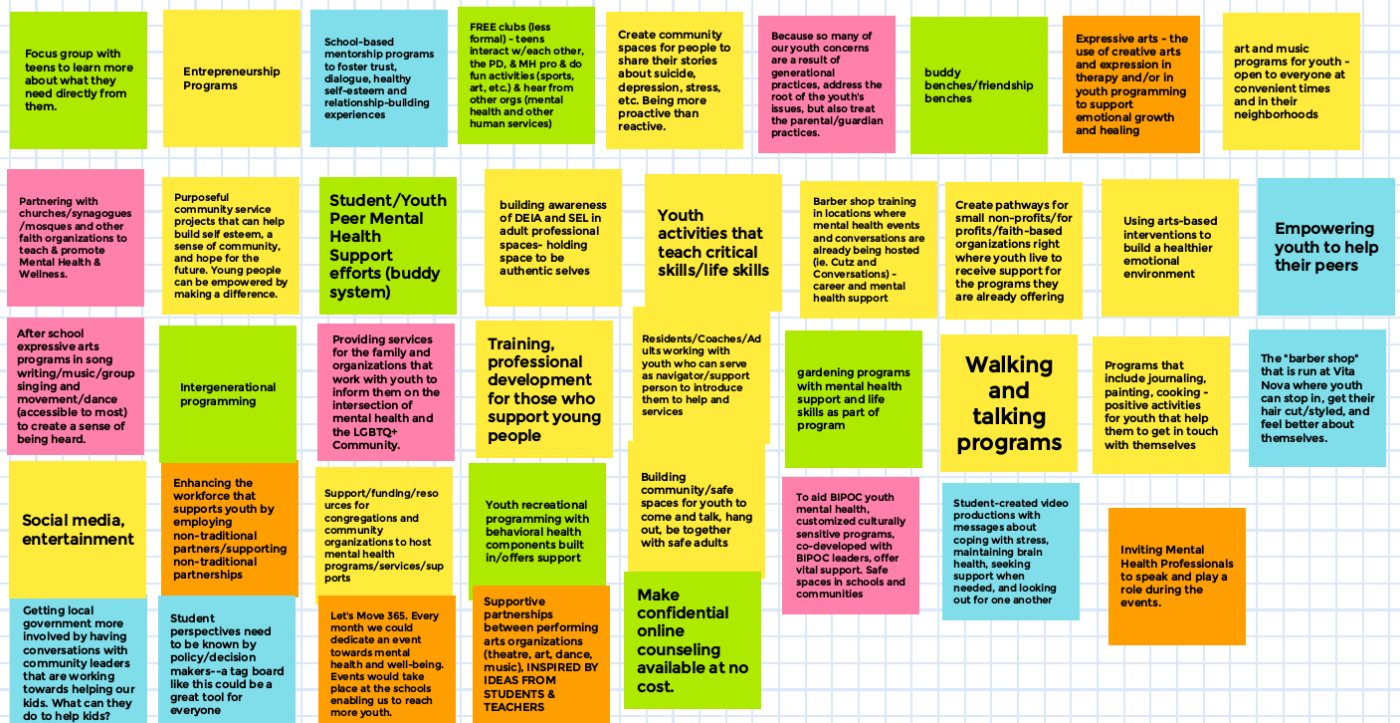 Focus group with
teens to learn more
about what they
need directly from
them.
Entrepreneurship
Programs
School-based
mentorship programs
to foster trust,
dialogue, healthy
self-esteem and
relationship-building
experiences
FREE clubs (less
formal) - teens
interact w/each other,
the PD, & MH pro & do
fun activities (sports,
art, etc.) & hear from
other orgs (mental
health and other
human services)
Create community
spaces for people to
share their stories
about suicide,
depression, stress,
etc. Being more
proactive than
reactive.
Because so many of
our youth concerns
are a result of
generational
practices, address the
root of the youth's
issues, but also treat
the parental/guardian
practices.
buddy
benches/friendship
benches
Expressive arts - the
use of creative arts
and expression in
therapy and/or in
youth programming
to support
emotional growth
and healing
art and music
programs for youth -
open to everyone at
convenient times
and in their
neighborhoods
Partnering with
churches/synagogues
/mosques and other
faith organizations to
teach & promote
Mental Health &
Wellness.
Purposeful
community service
projects that can help
build self esteem, a
sense of community,
and hope for the
future. Young people
can be empowered by
making a difference.
Student/Youth
Peer Mental
Health
Support
efforts (buddy
system)
building awareness
of DEIA and SEL in
adult professional
spaces- holding
space to be
authentic selves
Youth
activities that
teach critical
skills/life skills
Barber shop training
in locations where
mental health events
and conversations are
already being hosted
(ie. Cutz and
Conversations) -
career and mental
health support
Create pathways for
small non-profits/for
profits/faith-based
organizations right
where youth live to
receive support for
the programs they
are already offering
Using arts-based
interventions to
build a healthier
emotional
environment
Empowering
youth to help
their peers
After school
expressive arts
programs in song
writing/music/group
singing and
movement/dance
(accessible to most)
to create a sense of
being heard.
Intergenerational
programming
Providing services
for the family and
organizations that
work with youth to
inform them on the
intersection of
mental health and
the LGBTQ+
Community.
Training,
professional
development
for those who
support young
people
Residents/Coaches/Ad
ults working with
youth who can serve
as navigator/support
person to introduce
them to help and
services
gardening programs
with mental health
support and life
skills as part of
program
Walking
and
talking
programs
Programs that
include journaling,
painting, cooking -
positive activities
for youth that help
them to get in touch
with themselves
The "barber shop"
that is run at Vita
Nova where youth
can stop in, get their
hair cut/styled, and
feel better about
themselves.
Social media,
entertainment
Enhancing the
workforce that
supports youth by
employing
non-traditional
partners/supporting
non-traditional
partnerships
Support/funding/reso
urces for
congregations and
community
organizations to host
mental health
programs/services/sup
ports
Youth recreational
programming with
behavioral health
components built
in/offers support
Building
community/safe
spaces for youth to
come and talk, hang
out, be together
with safe adults
To aid BIPOC youth
mental health,
customized culturally
sensitive programs,
co-developed with
BIPOC leaders, offer
vital support. Safe
spaces in schools and
communities
Student-created video
productions with
messages about
coping with stress,
maintaining brain
health, seeking
support when
needed, and looking
out for one another
Inviting Mental
Health Professionals
to speak and play a
role during the
events.
Getting local
government more
involved by having
conversations with
community leaders
that are working
towards helping our
kids. What can they
do to help kids?
Student
perspectives need
to be known by
policy/decision
makers--a tag board
like this could be a
great tool for
everyone
Let's Move 365. Every
month we could
dedicate an event
towards mental
health and well-being.
Events would take
place at the schools
enabling us to reach
more youth.
Supportive
partnerships
between performing
arts organizations
(theatre, art, dance,
music), INSPIRED BY
IDEAS FROM
STUDENTS &
TEACHERS
Make
confidential
online
counseling
available at no
cost.